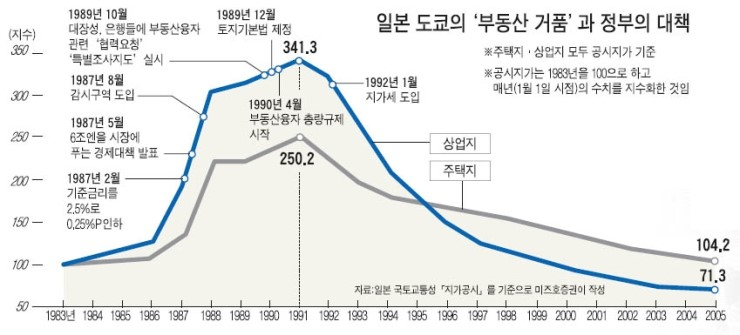 일본 도쿄의 ‘부동산 거품’ 과 정부의 대책
※주택지·상업지 모두 공시지가 기준
※공시지가는 1983년을 100으로 하고
매년(1월 1일 시점)의 수치를 지수화한 것임
(지수)
350
300
250
200
150
100
50
1989년 10월
대장성, 은행들에 부동산융자
관련 ‘협력요청’
‘특별조사지도’ 실시
1989년 12월
토지기본법 제정
341.3
1987년 8월
감시구역 도입
1992년 1월
지가세 도입
1990년 4월
부동산융자 총량규제
시작
1987년 5월
6조엔을 시장에
푸는 경제대책 발표
250.2
상업지
주택지
1987년 2월
기준금리를
2.5%로
0.25%P인하
104.2
71.3
자료:일본 국토교통성 「지가공시」를 기준으로 미즈호증권이 작성
1983년 1984 1985 1986 1987 1988 1989 1990 1991 1992 1993 1994 1995 1996 1997 1998 1999 2000 2001 2002 2003 2004 2005